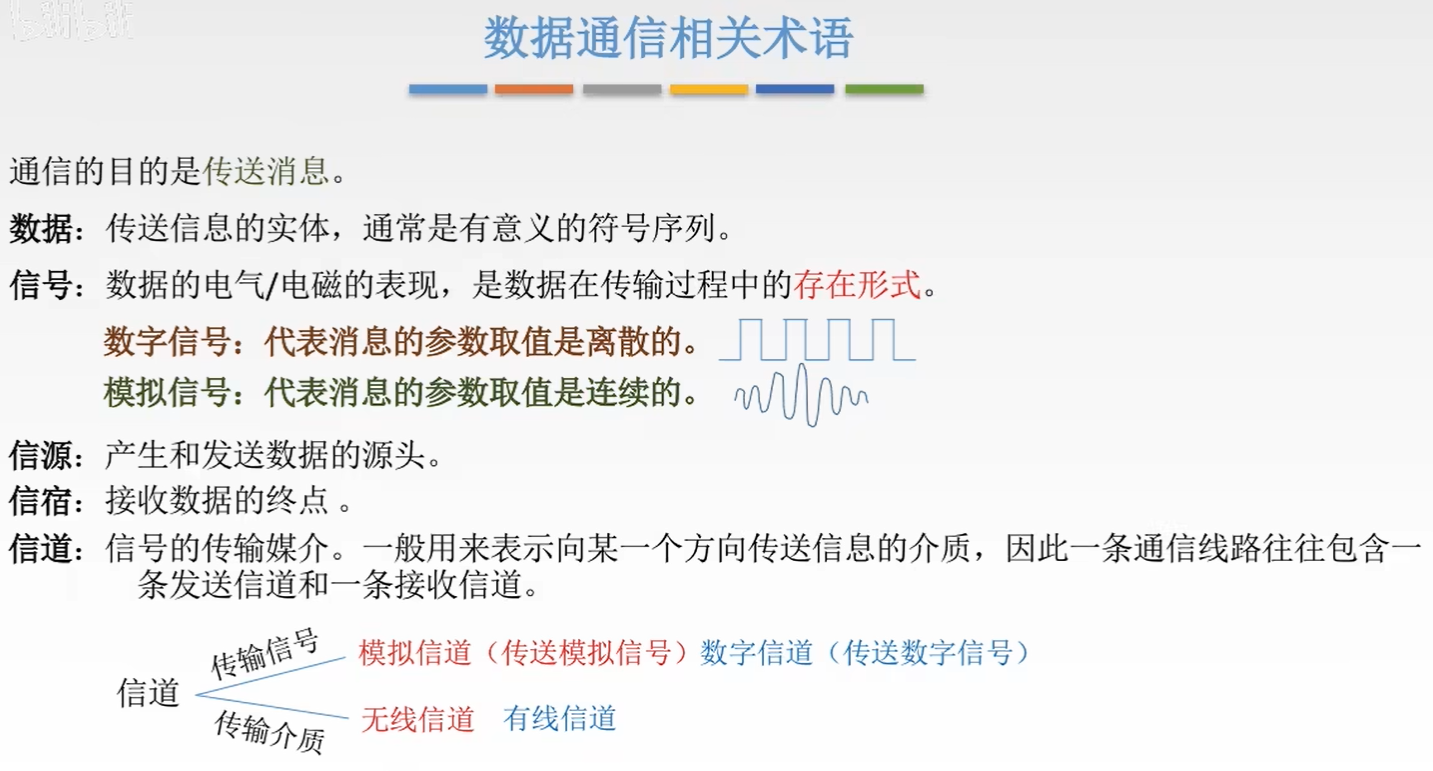 数据通信相关术语
通信的目的是传送消息。
数据：传送信息的实体，通常是有意义的符号序列。
信号：数据的电气/电磁的表现，是数据在传输过程中的存在形式。
数字信号：代表消息的参数取值是离散的。
模拟信号：代表消息的参数取值是连续的。
信源：产生和发送数据的源头。
信宿：接收数据的终点 。
信道：信号的传输媒介。一般用来表示向某一个方向传送信息的介质，因此一条通信线路往往包含一
条发送信道和一条接收信道。
传输信号
模拟信道（传送模拟信号）数字信道（传送数字信号）
信道
传输介质
无线信道 有线信道